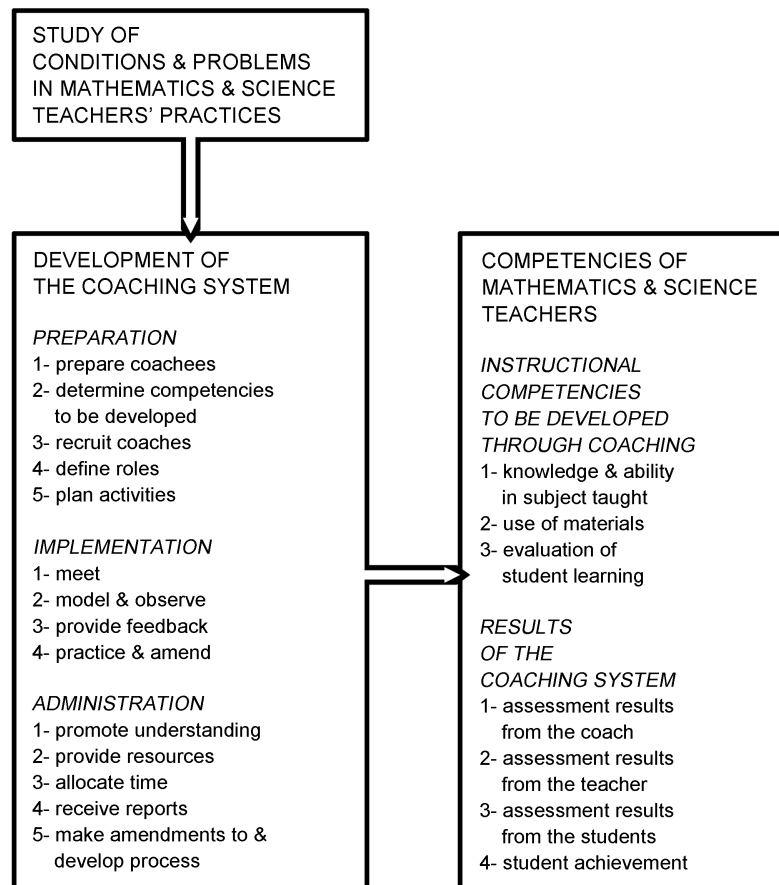 STUDY OF
CONDITIONS & PROBLEMS
IN MATHEMATICS & SCIENCE
TEACHERS’ PRACTICES
DEVELOPMENT OF
THE COACHING SYSTEM
PREPARATION
1- prepare coachees
2- determine competencies
to be developed
3- recruit coaches
4- define roles
5- plan activities
IMPLEMENTATION
1- meet
2- model & observe
3- provide feedback
4- practice & amend
ADMINISTRATION
1- promote understanding
2- provide resources
3- allocate time
4- receive reports
5- make amendments to &
develop process
COMPETENCIES OF
MATHEMATICS & SCIENCE
TEACHERS
INSTRUCTIONAL
COMPETENCIES
TO BE DEVELOPED
THROUGH COACHING
1- knowledge & ability
in subject taught
2- use of materials
3- evaluation of
student learning
RESULTS
OF THE
COACHING SYSTEM
1- assessment results
from the coach
2- assessment results
from the teacher
3- assessment results
from the students
4- student achievement